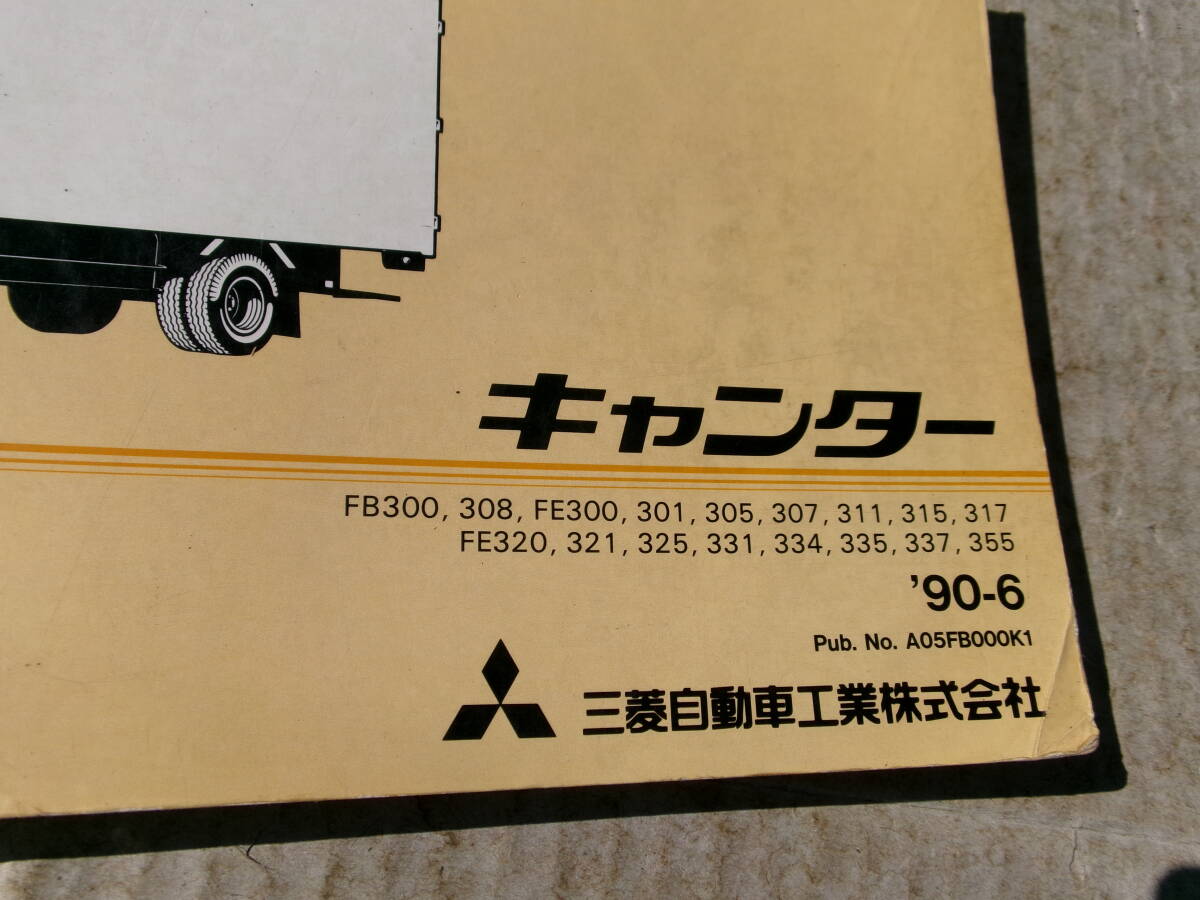 キャンター
FB300, 308, FE300, 301, 305, 307, 311, 315, 317
FE320, 321, 325, 331, 334, 335, 337, 355
'90-6
Pub. No. A05FB000K1
三菱自動車工業株式会社